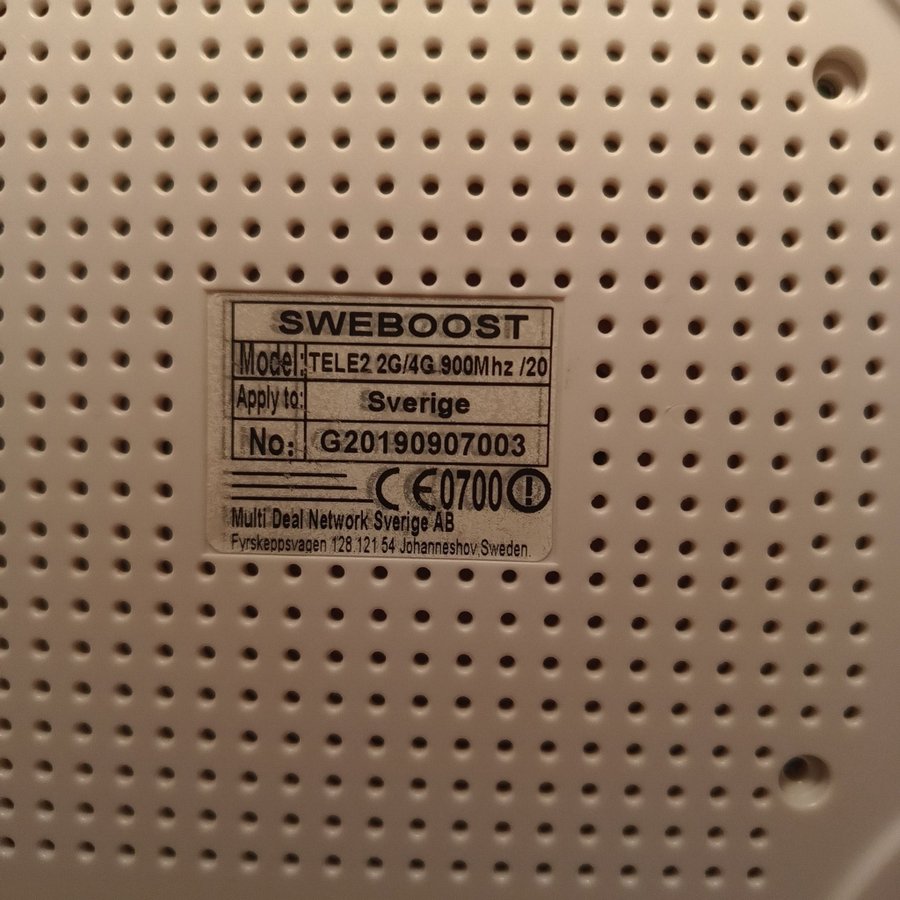 SWEBOOST
Model: TELE2 2G/4G 900Mhz /20
Apply to: Sverige
No: G20190907003
CE0700
Multi Deal Network Sverige AB
Fyrskeppsvagen 128,121 54 Johanneshov,Sweden.